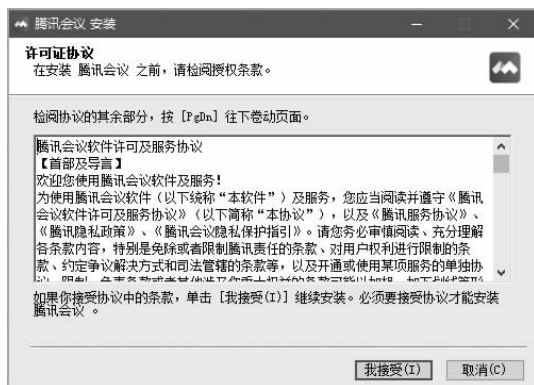 腾讯会议 安装
许可证协议
在安装 腾讯会议 之前，请检阅授权条款。
检阅协议的其余部分，按 [PgDn] 往下卷动页面。
腾讯会议软件许可及服务协议
【首部及导言】
欢迎您使用腾讯会议软件及服务！
为使用腾讯会议软件（以下统称“本软件”）及服务，您应当阅读并遵守《腾讯
会议软件许可及服务协议》（以下简称“本协议”），以及《腾讯服务协议》、
《腾讯隐私政策》、《腾讯会议隐私保护指引》。请您务必审慎阅读、充分理解
各条款内容，特别是免除或者限制腾讯责任的条款、对用户权利进行限制的条
款、约定争议解决方式和司法管辖的条款等，以及开通或使用某项服务的单独协
如果你接受协议中的条款，单击 [我接受(I)] 继续安装。必须要接受协议才能安装
腾讯会议 。
我接受(I)
取消(C)